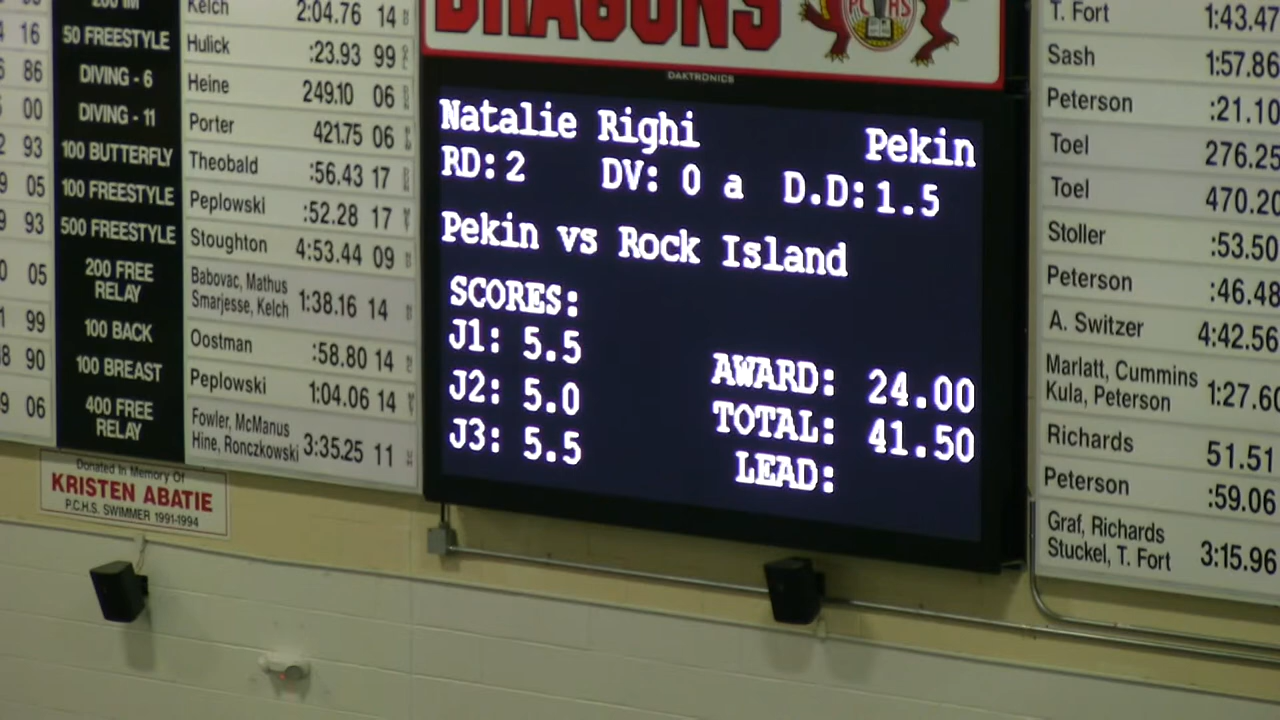 DRAGONS
PCHS
DAKTRONICS
Natalie Righi Pekin
RD: 2 DV: 0 a D.D: 1.5
Pekin vs Rock Island
SCORES:
J1: 5.5
J2: 5.0
J3: 5.5
AWARD: 24.00
TOTAL: 41.50
LEAD:
200 IM Kelch 2:04.76 14
16 50 FREESTYLE Hulick :23.93 99
86 DIVING - 6 Heine 249.10 06
00 DIVING - 11 Porter 421.75 06
93 100 BUTTERFLY Theobald :56.43 17
05 100 FREESTYLE Peplowski :52.28 17
93 500 FREESTYLE Stoughton 4:53.44 09
05 200 FREE RELAY Babovac, Mathus
Smarjesse, Kelch 1:38.16 14
99 100 BACK Oostman :58.80 14
90 100 BREAST Peplowski 1:04.06 14
06 400 FREE RELAY Fowler, McManus
Hine, Ronczkowski 3:35.25 11
Donated In Memory Of
KRISTEN ABATIE
P.C.H.S. SWIMMER 1991-1994
T. Fort 1:43.47
Sash 1:57.86
Peterson :21.10
Toel 276.25
Toel 470.20
Stoller :53.50
Peterson :46.48
A. Switzer 4:42.56
Marlatt, Cummins
Kula, Peterson 1:27.60
Richards 51.51
Peterson :59.06
Graf, Richards
Stuckel, T. Fort 3:15.96